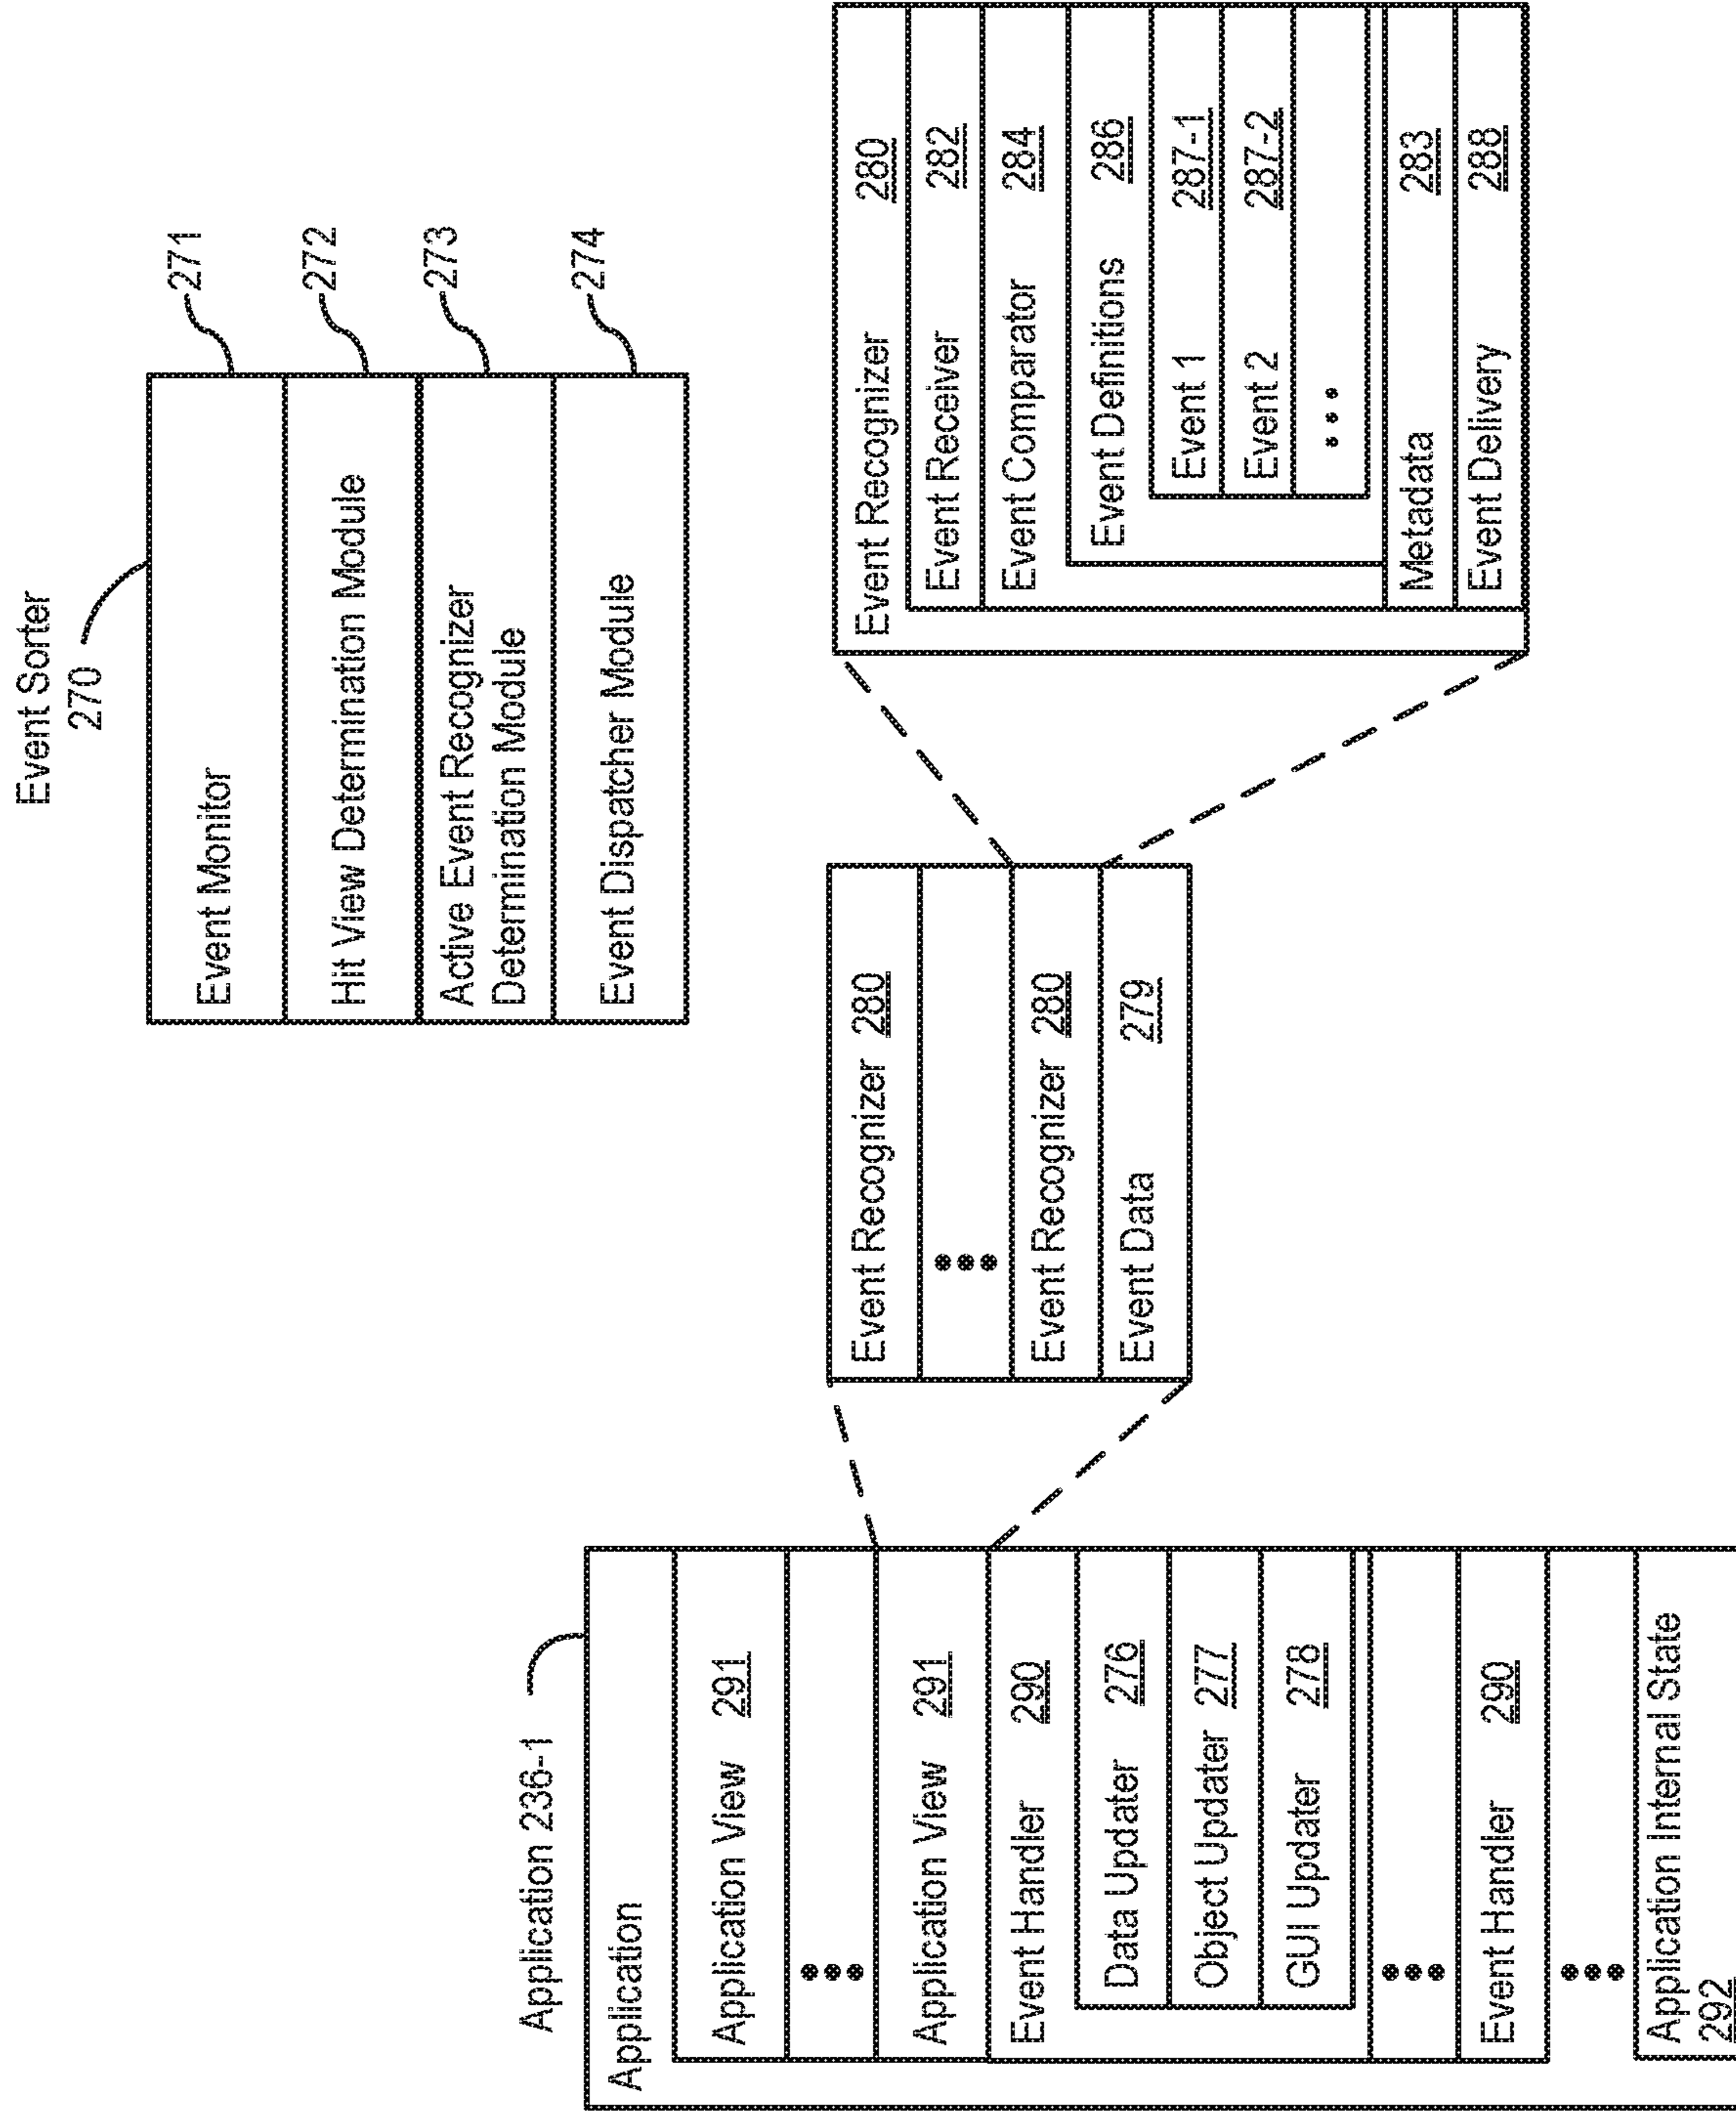 Event Sorter
270
Event Monitor
271
Hit View Determination Module
272
Active Event Recognizer
Determination Module
273
Event Dispatcher Module
274
Application 236-1
Application
Application View 291
Application View 291
Event Handler 290
Data Updater 276
Object Updater 277
GUI Updater 278
Event Handler 290
Application Internal State
292
Event Recognizer 280
Event Recognizer 280
Event Data 279
Event Recognizer 280
Event Receiver 282
Event Comparator 284
Event Definitions 286
Event 1 287-1
Event 2 287-2
Metadata 283
Event Delivery 288